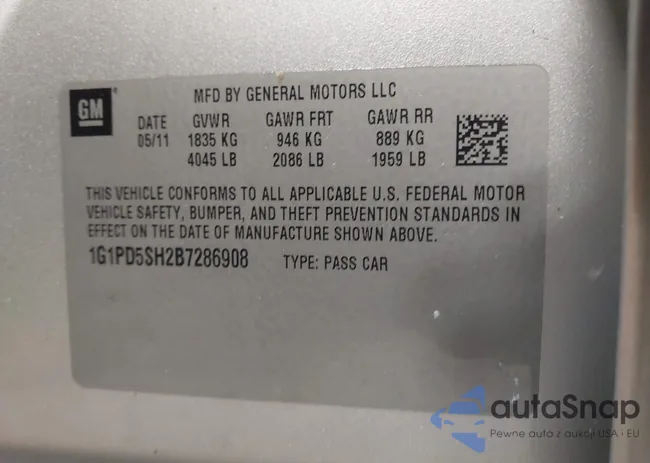 GM
MFD BY GENERAL MOTORS LLC
DATE GVWR GAWR FRT GAWR RR
05/11 1835 KG 946 KG 889 KG
4045 LB 2086 LB 1959 LB
THIS VEHICLE CONFORMS TO ALL APPLICABLE U.S. FEDERAL MOTOR
VEHICLE SAFETY, BUMPER, AND THEFT PREVENTION STANDARDS IN
EFFECT ON THE DATE OF MANUFACTURE SHOWN ABOVE.
1G1PD5SH2B7286908 TYPE: PASS CAR
autaSnap
Pewne auta z aukcji USA i EU